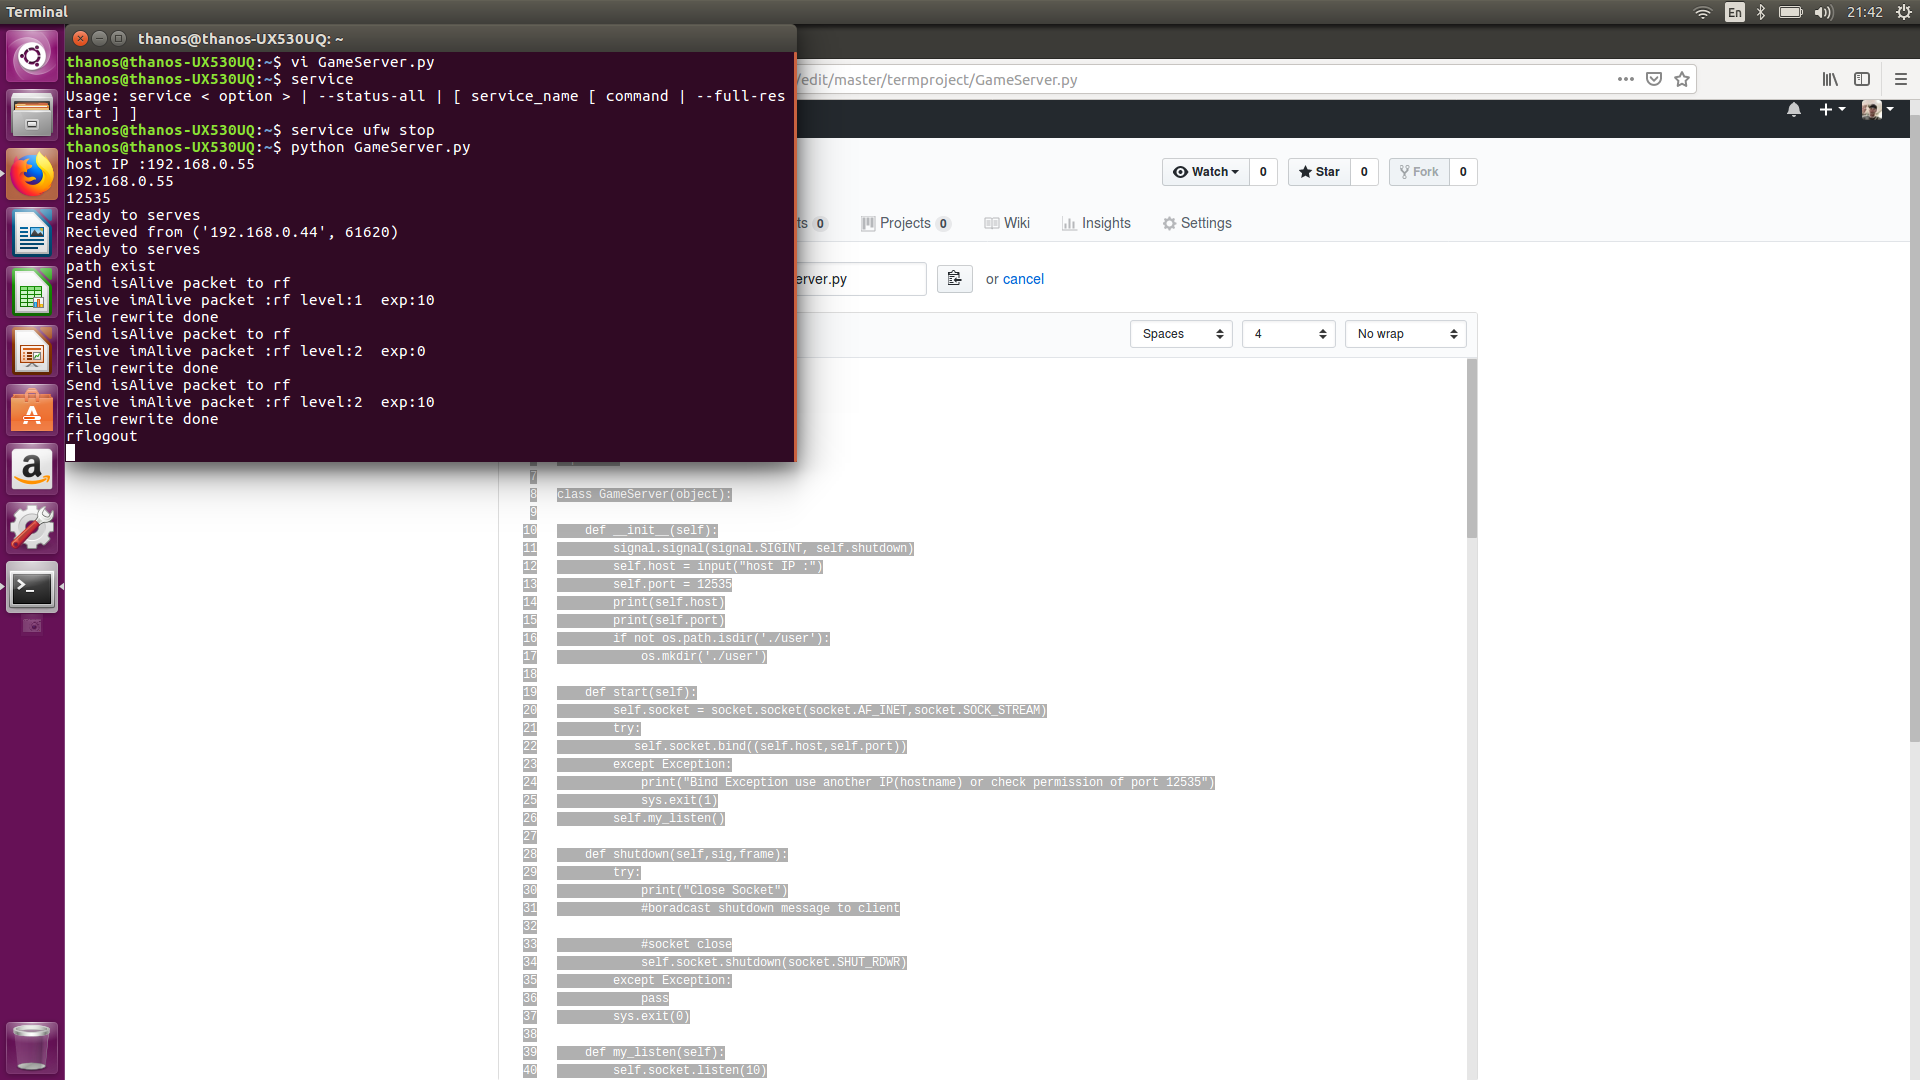 Terminal
En
21:42
thanos@thanos-UX530UQ: ~
thanos@thanos-UX530UQ:~$ vi GameServer.py
thanos@thanos-UX530UQ:~$ service
Usage: service < option > | --status-all | [ service_name [ command | --full-res
tart ] ]
thanos@thanos-UX530UQ:~$ service ufw stop
thanos@thanos-UX530UQ:~$ python GameServer.py
host IP :192.168.0.55
192.168.0.55
12535
ready to serves
Recieved from ('192.168.0.44', 61620)
ready to serves
path exist
Send isAlive packet to rf
resive imAlive packet :rf level:1  exp:10
file rewrite done
Send isAlive packet to rf
resive imAlive packet :rf level:2  exp:0
file rewrite done
Send isAlive packet to rf
resive imAlive packet :rf level:2  exp:10
file rewrite done
rflogout
/edit/master/termproject/GameServer.py
Watch 0
Star 0
Fork 0
ts 0
Projects 0
Wiki
Insights
Settings
erver.py
or cancel
Spaces
4
No wrap
7
8 class GameServer(object):
9
10     def __init__(self):
11         signal.signal(signal.SIGINT, self.shutdown)
12         self.host = input("host IP :")
13         self.port = 12535
14         print(self.host)
15         print(self.port)
16         if not os.path.isdir('./user'):
17             os.mkdir('./user')
18
19     def start(self):
20         self.socket = socket.socket(socket.AF_INET,socket.SOCK_STREAM)
21         try:
22            self.socket.bind((self.host,self.port))
23         except Exception:
24             print("Bind Exception use another IP(hostname) or check permission of port 12535")
25             sys.exit(1)
26         self.my_listen()
27
28     def shutdown(self,sig,frame):
29         try:
30             print("Close Socket")
31             #boradcast shutdown message to client
32
33             #socket close
34             self.socket.shutdown(socket.SHUT_RDWR)
35         except Exception:
36             pass
37         sys.exit(0)
38
39     def my_listen(self):
40         self.socket.listen(10)